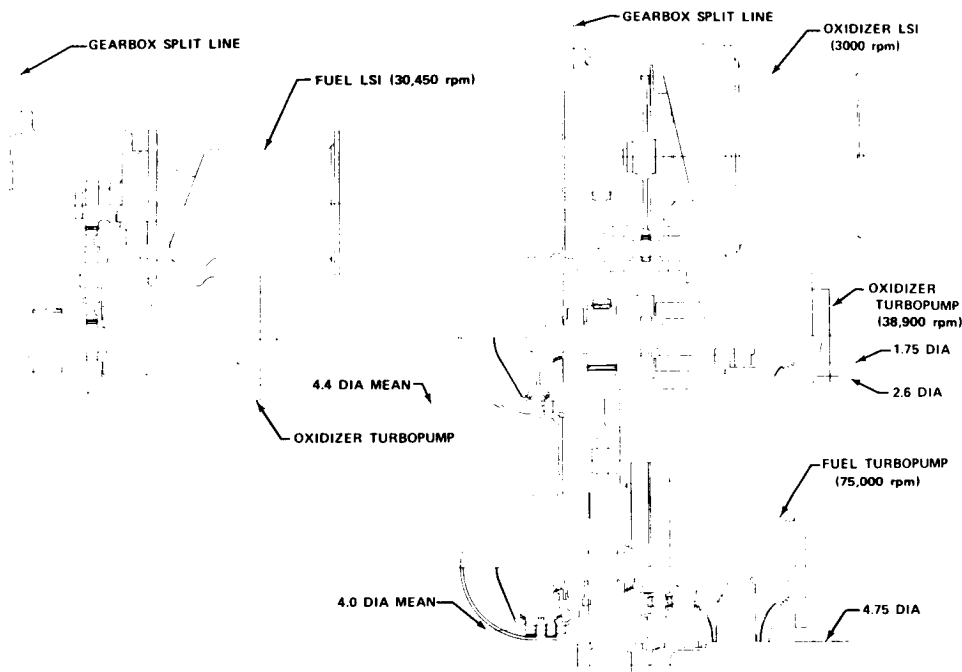 GEARBOX SPLIT LINE
FUEL LSI (30,450 rpm)
GEARBOX SPLIT LINE
OXIDIZER LSI
(3000 rpm)
OXIDIZER
TURBOPUMP
(38,900 rpm)
1.75 DIA
2.6 DIA
4.4 DIA MEAN
OXIDIZER TURBOPUMP
FUEL TURBOPUMP
(75,000 rpm)
4.0 DIA MEAN
4.75 DIA